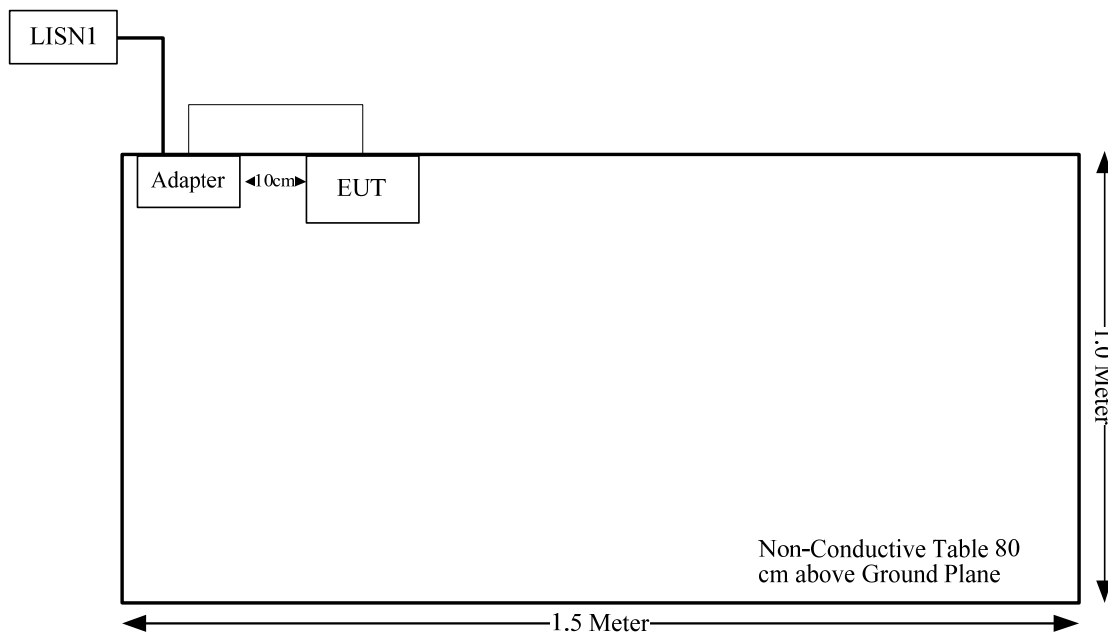 LISN1
Adapter
10cm
EUT
1.0 Meter
Non-Conductive Table 80
cm above Ground Plane
1.5 Meter